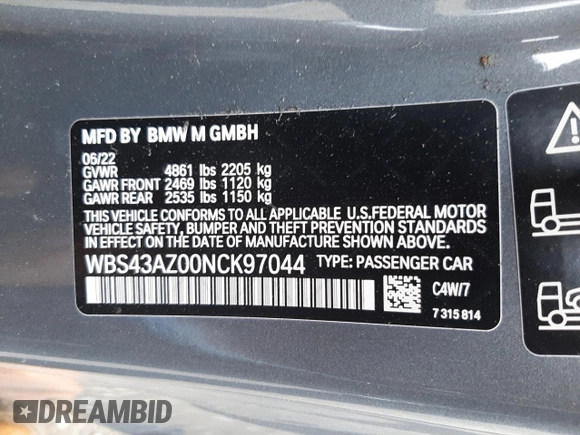 MFD BY BMW M GMBH
06/22
GVWR 4861 lbs 2205 kg
GAWR FRONT 2469 lbs 1120 kg
GAWR REAR 2535 lbs 1150 kg
THIS VEHICLE CONFORMS TO ALL APPLICABLE U.S.FEDERAL MOTOR
VEHICLE SAFETY, BUMPER AND THEFT PREVENTION STANDARDS
IN EFFECT ON THE DATE OF MANUFACTURE SHOWN ABOVE.
WBS43AZ00NCK97044 TYPE: PASSENGER CAR
C4W/7
7 315 814
DREAMBID